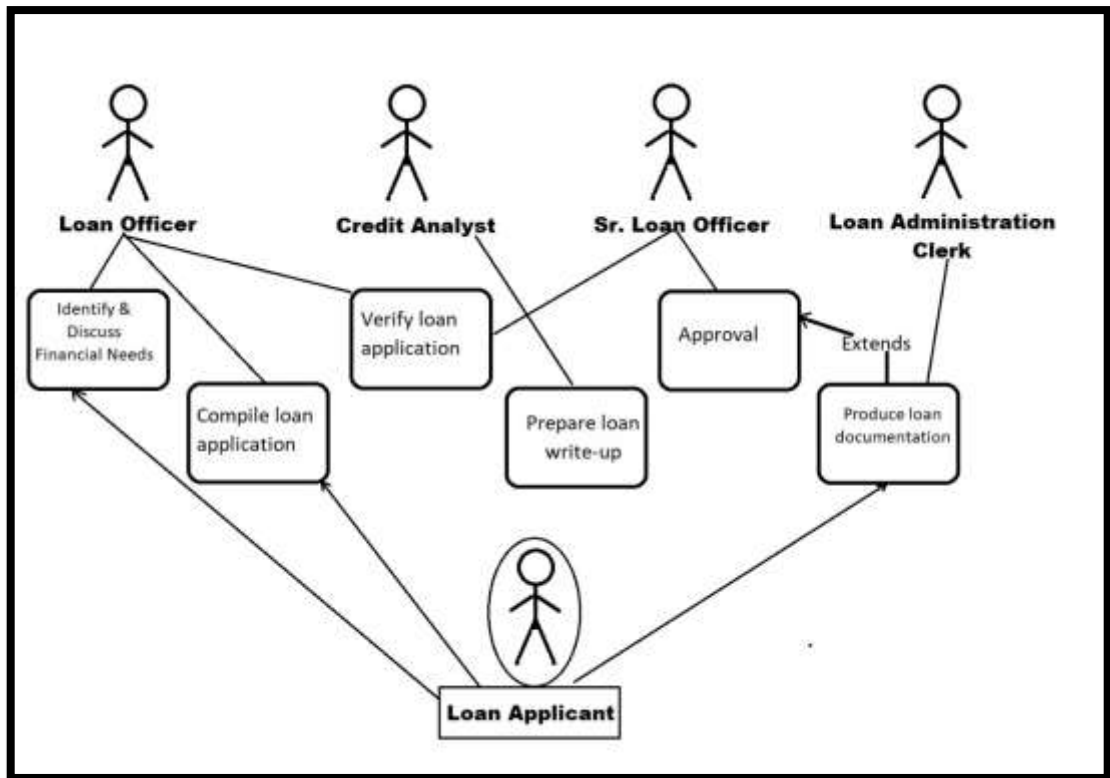 Loan Officer
Credit Analyst
Sr. Loan Officer
Loan Administration
Clerk
Identify &
Discuss
Financial Needs
Verify loan
application
Approval
Extends
Compile loan
application
Prepare loan
write-up
Produce loan
documentation
Loan Applicant